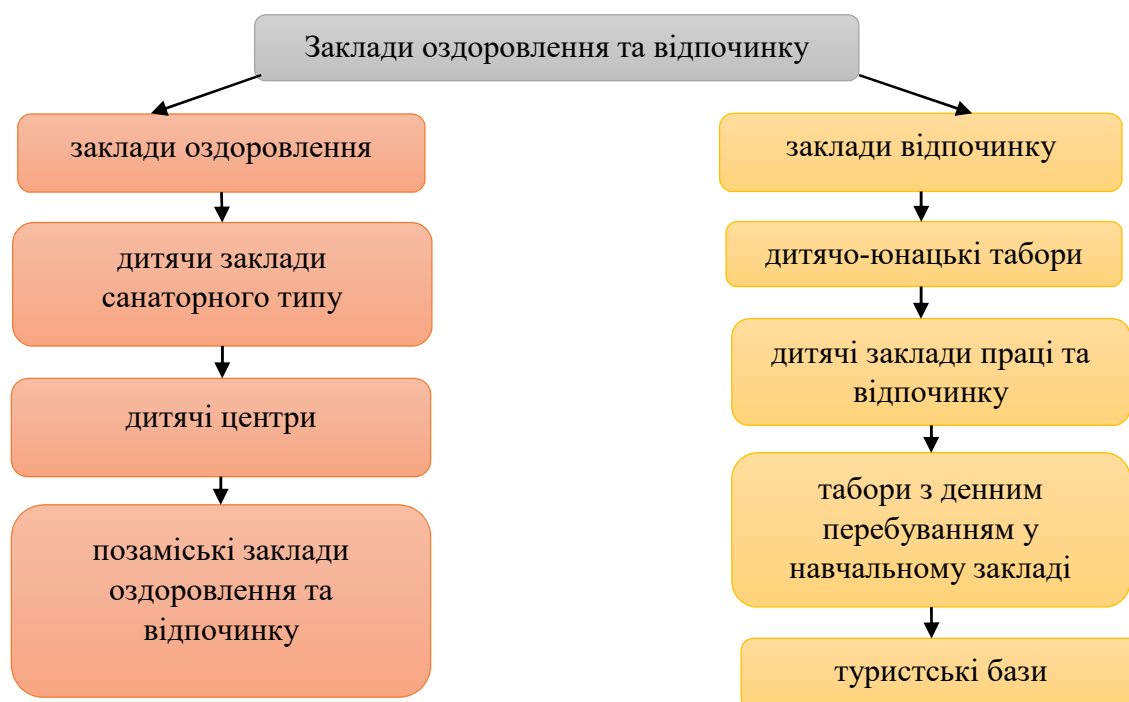 Заклади оздоровлення та відпочинку
заклади оздоровлення
дитячи заклади
санаторного типу
дитячі центри
позаміські заклади
оздоровлення та
відпочинку
заклади відпочинку
дитячо-юнацькі табори
дитячі заклади праці та
відпочинку
табори з денним
перебуванням у
навчальному закладі
туристські бази